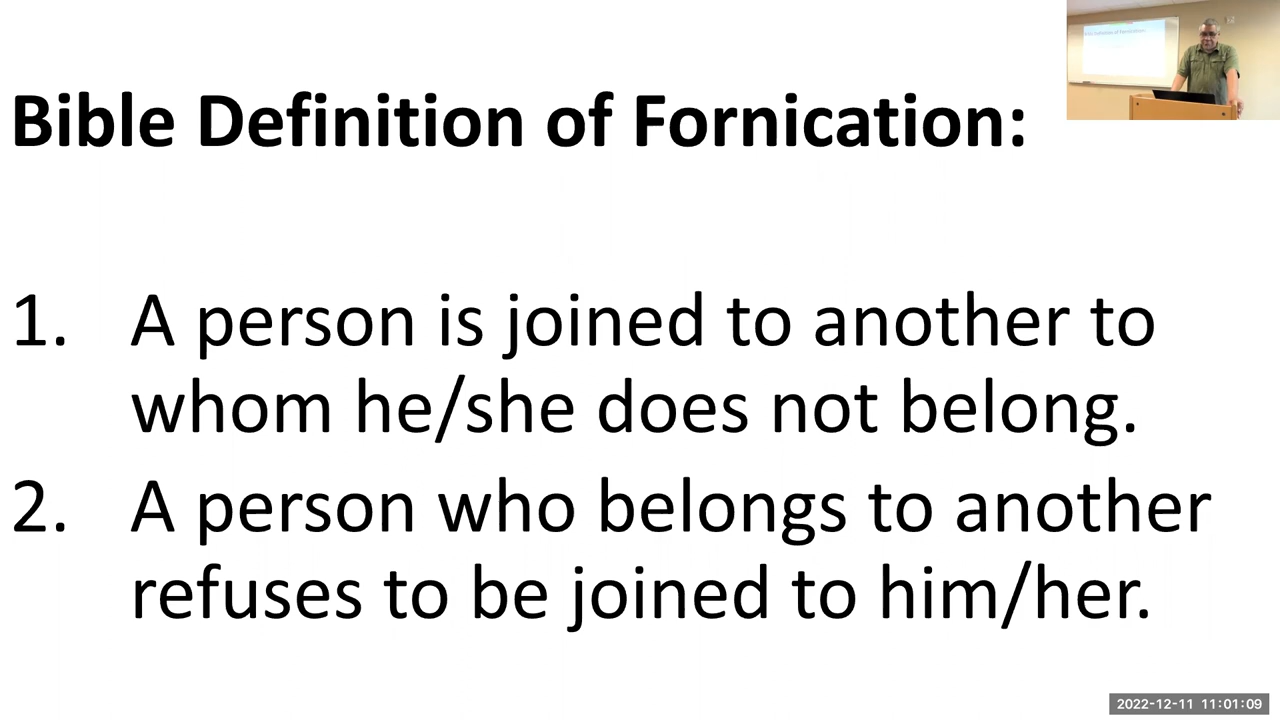 Bible Definition of Fornication:
1. A person is joined to another to
whom he/she does not belong.
2. A person who belongs to another
refuses to be joined to him/her.
2022-12-11 11:01:09